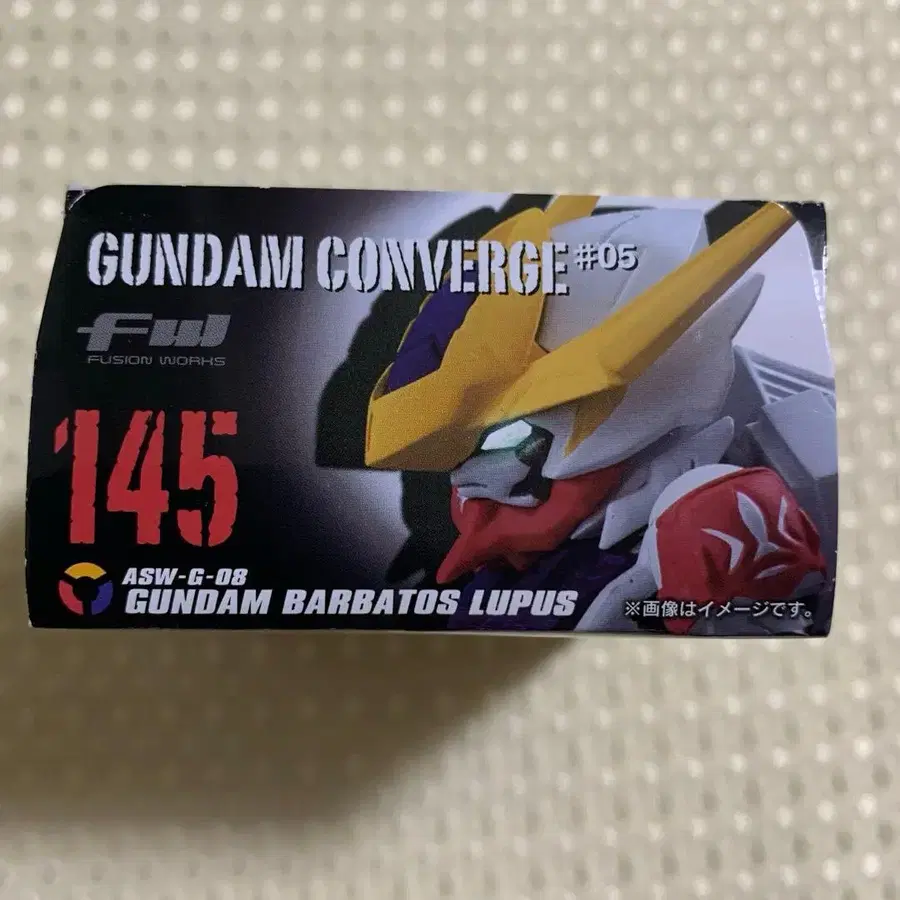 GUNDAM CONVERGE #05
FW
FUSION WORKS
145
ASW-G-08
GUNDAM BARBATOS LUPUS
※画像はイメージです。